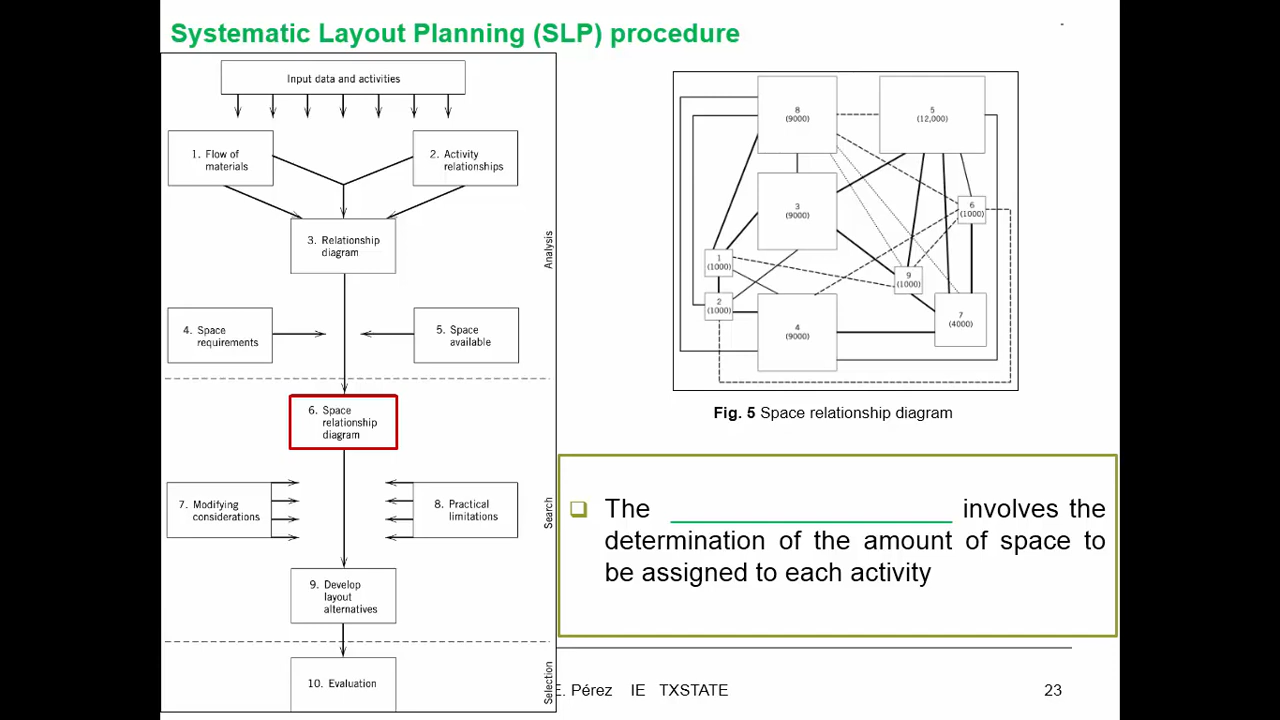 Systematic Layout Planning (SLP) procedure
Input data and activities
1. Flow of
materials
2. Activity
relationships
3. Relationship
diagram
Analysis
4. Space
requirements
5. Space
available
6. Space
relationship
diagram
7. Modifying
considerations
8. Practical
limitations
Search
9. Develop
layout
alternatives
10. Evaluation
Selection
8
(9000)
5
(12,000)
3
(9000)
6
(1000)
1
(1000)
9
(1000)
2
(1000)
4
(9000)
7
(4000)
Fig. 5 Space relationship diagram
❑ The ____________________ involves the
determination of the amount of space to
be assigned to each activity
E. Pérez IE TXSTATE
23